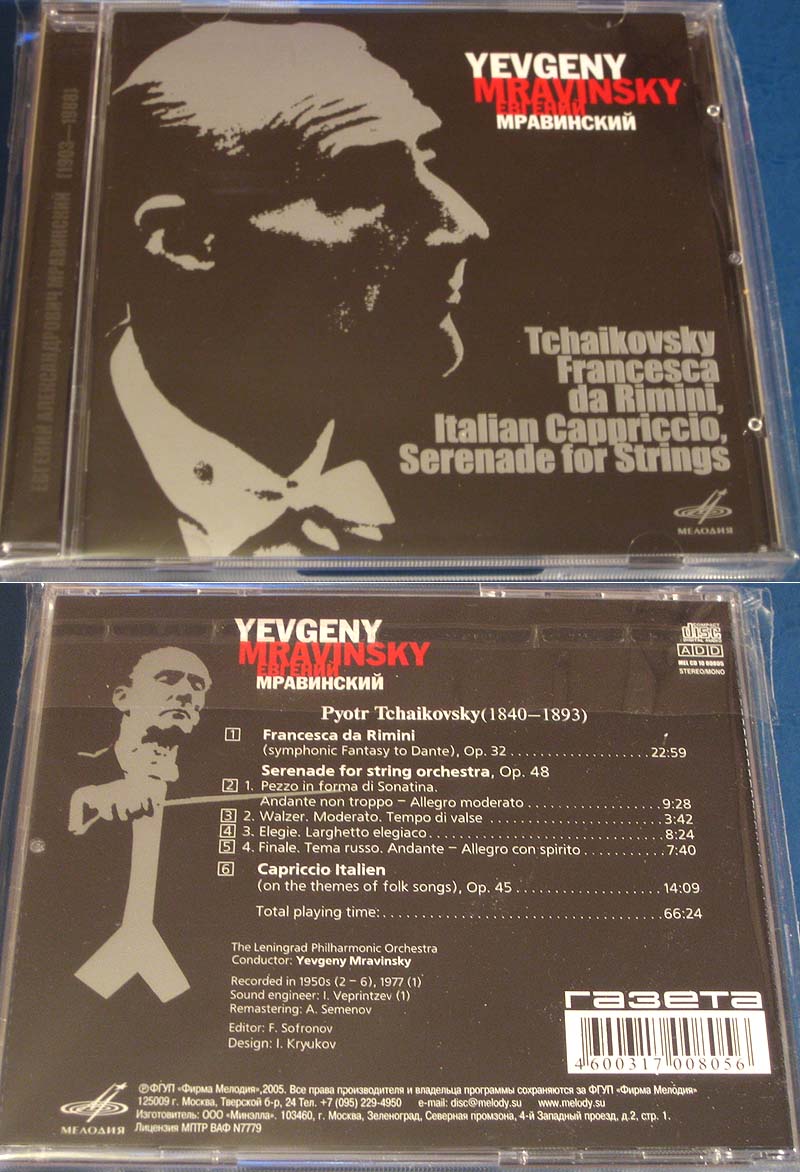 ЕВГЕНИЙ АЛЕКСАНДРОВИЧ МРАВИНСКИЙ (1903—1988)
YEVGENY
MRAVINSKY
ЕВГЕНИЙ
МРАВИНСКИЙ
Tchaikovsky
Francesca
da Rimini,
Italian Cappriccio,
Serenade for Strings
МЕЛОДИЯ
YEVGENY
MRAVINSKY
ЕВГЕНИЙ
МРАВИНСКИЙ
COMPACT
disc
DIGITAL AUDIO
ADD
MEL CD 10 00805
STEREO/MONO
Pyotr Tchaikovsky(1840—1893)
1 Francesca da Rimini
(symphonic Fantasy to Dante), Op. 32 . . . . . . . . . . . . . . . . . . . . . 22:59
Serenade for string orchestra, Op. 48
2 1. Pezzo in forma di Sonatina.
Andante non troppo – Allegro moderato . . . . . . . . . . . . . . . . . . . . 9:28
3 2. Walzer. Moderato. Tempo di valse . . . . . . . . . . . . . . . . . . . . . . . . . . 3:42
4 3. Elegie. Larghetto elegiaco . . . . . . . . . . . . . . . . . . . . . . . . . . . . . . . . . . . 8:24
5 4. Finale. Tema russo. Andante – Allegro con spirito . . . . . . . . . . . . 7:40
6 Capriccio Italien
(on the themes of folk songs), Op. 45 . . . . . . . . . . . . . . . . . . . . . 14:09
Total playing time: . . . . . . . . . . . . . . . . . . . . . . . . . . . . . . . . . . . . . . . . . . . . . 66:24
The Leningrad Philharmonic Orchestra
Conductor: Yevgeny Mravinsky
Recorded in 1950s (2 – 6), 1977 (1)
Sound engineer: I. Veprintzev (1)
Remastering: A. Semenov
Editor: F. Sofronov
Design: I. Kryukov
газета
4 600317 008056
МЕЛОДИЯ
℗ФГУП «Фирма Мелодия»,2005. Все права производителя и владельца программы сохраняются за ФГУП «Фирма Мелодия»
125009 г. Москва, Тверской б-р, 24 Тел. +7 (095) 229-4950 e-mail: disc@melody.su www.melody.su
Изготовитель: ООО «Минэлла». 103460, г. Москва, Зеленоград, Северная промзона, 4-й Западный проезд, д.2, стр. 1.
Лицензия МПТР ВАФ N7779